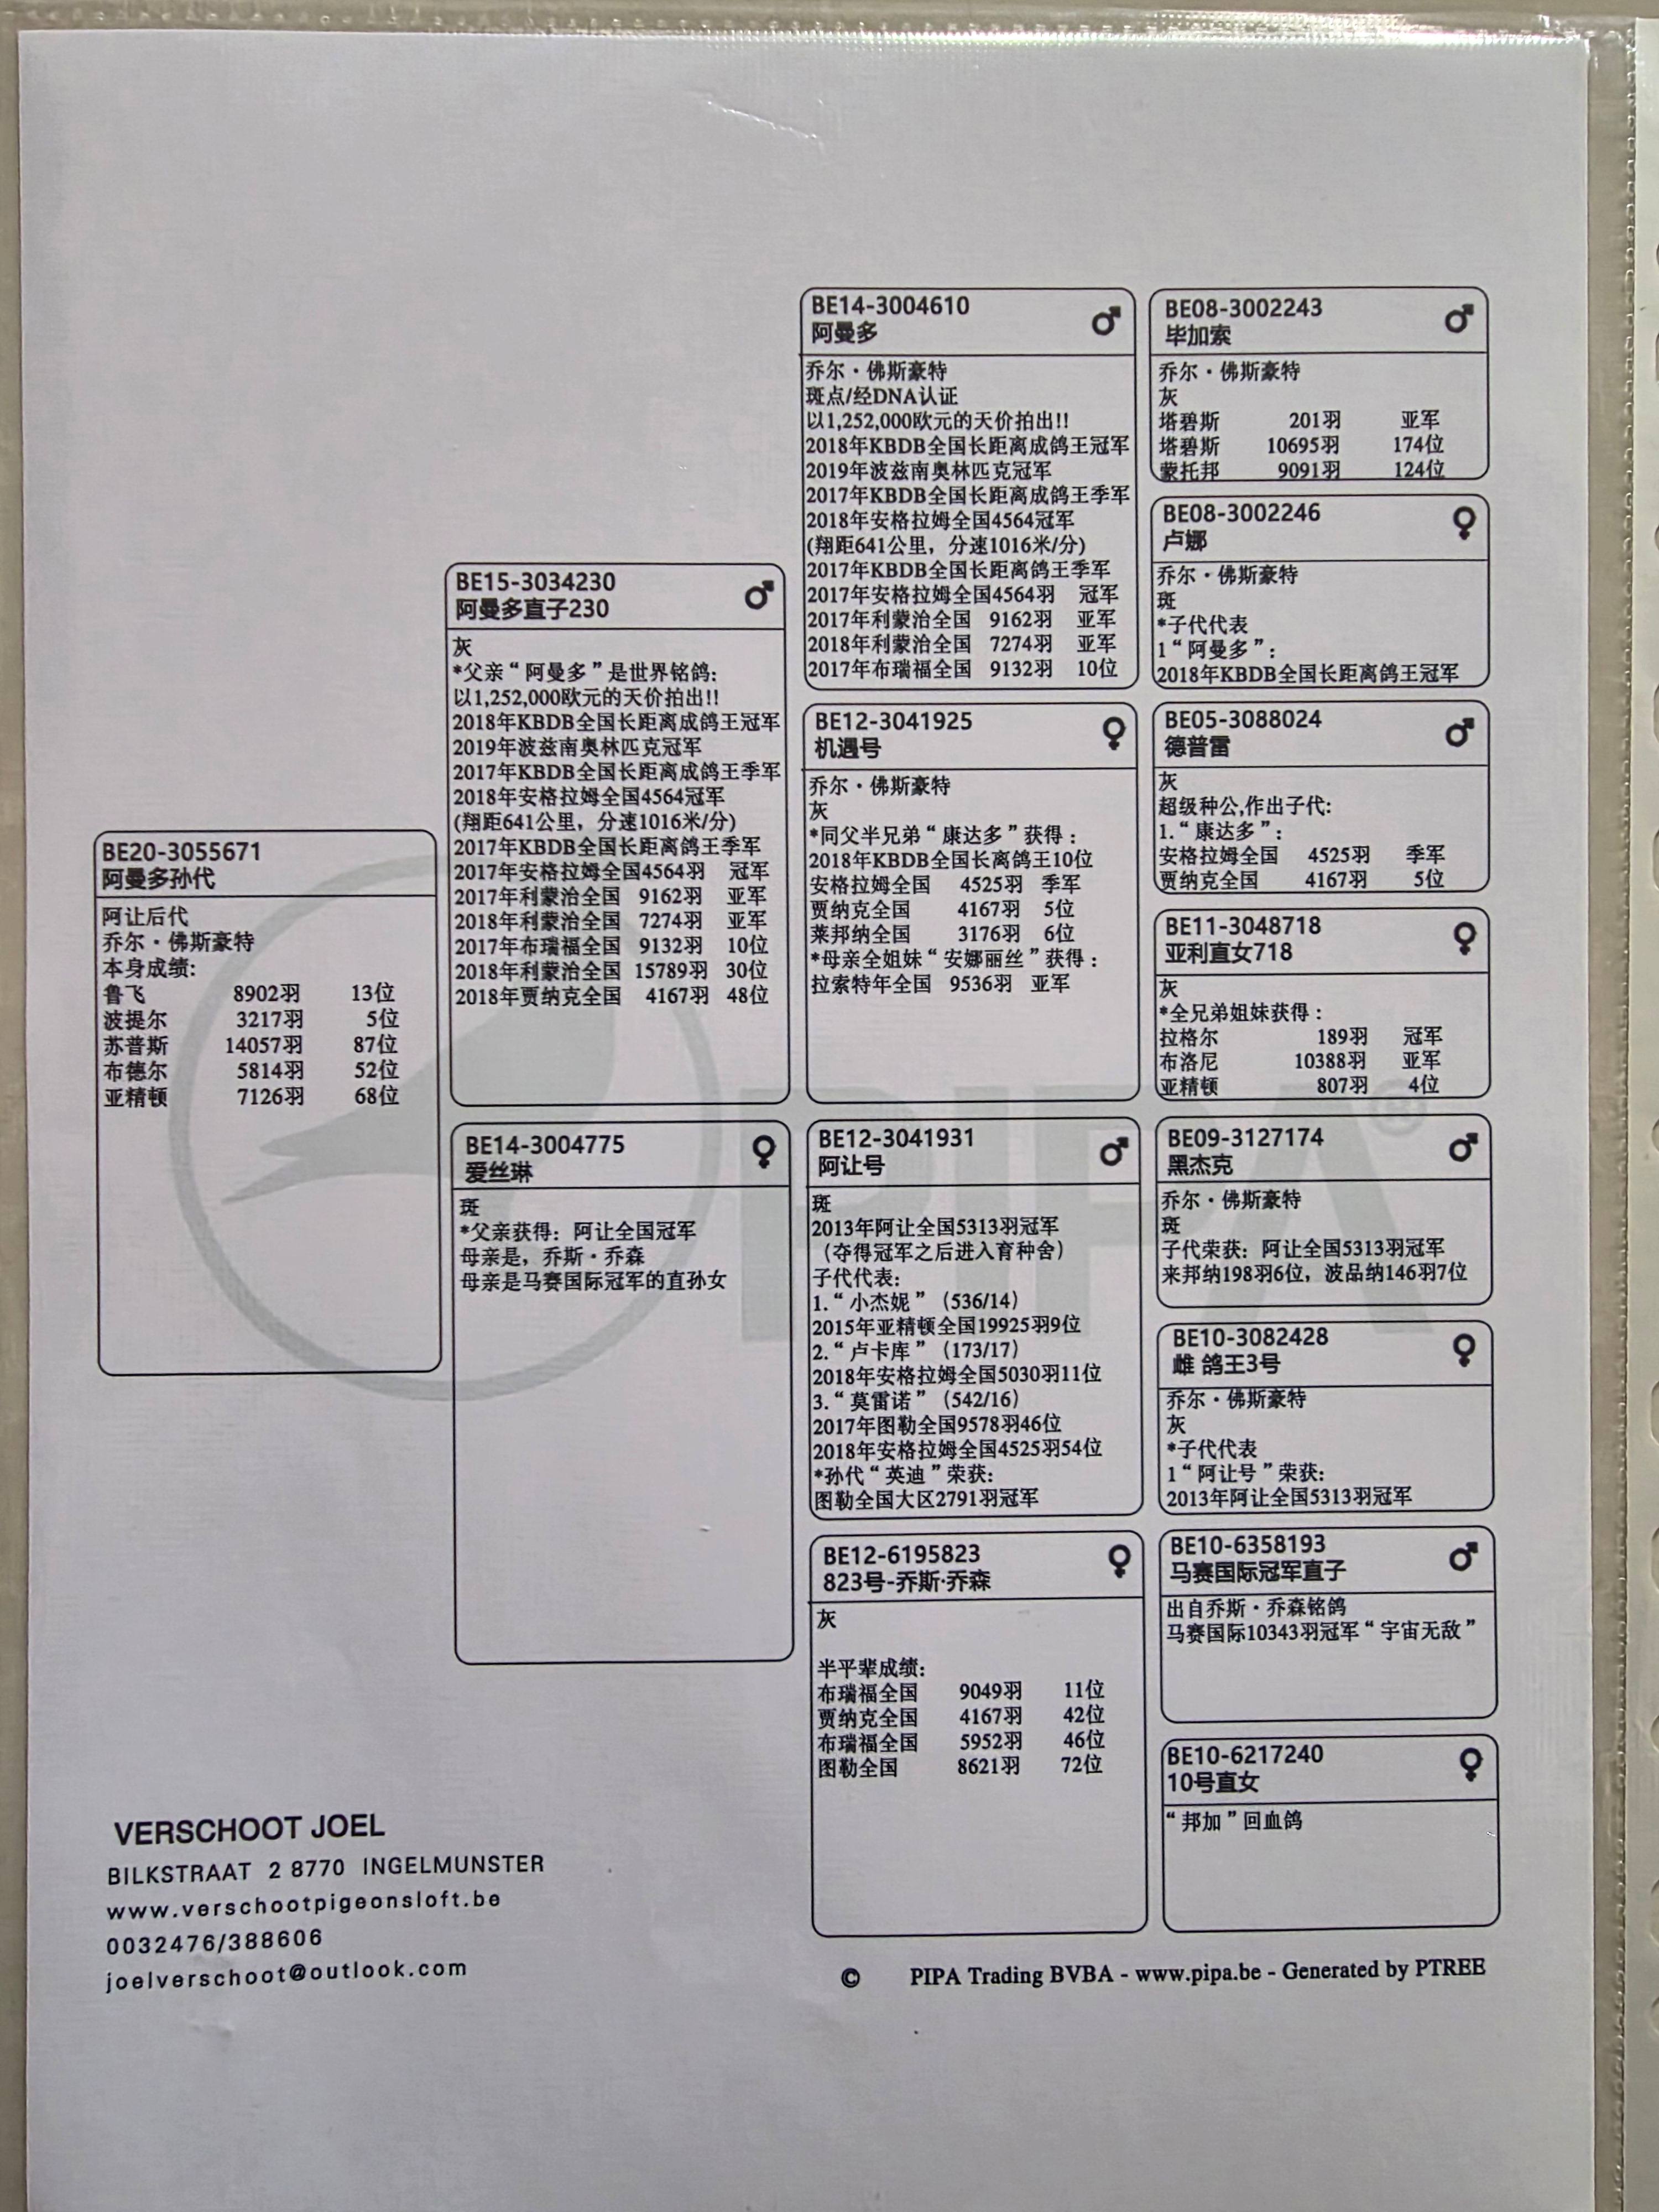 BE20-3055671
阿曼多孙代
阿让后代
乔尔・佛斯豪特
本身成绩:
鲁飞 8902羽 13位
波提尔 3217羽 5位
苏普斯 14057羽 87位
布德尔 5814羽 52位
亚精顿 7126羽 68位
BE15-3034230 ♂
阿曼多直子230
灰
*父亲“阿曼多”是世界铭鸽:
以1,252,000欧元的天价拍出!!
2018年KBDB全国长距离成鸽王冠军
2019年波兹南奥林匹克冠军
2017年KBDB全国长距离成鸽王季军
2018年安格拉姆全国4564冠军
(翔距641公里，分速1016米/分)
2017年KBDB全国长距离鸽王季军
2017年安格拉姆全国4564羽 冠军
2017年利蒙治全国 9162羽 亚军
2018年利蒙治全国 7274羽 亚军
2017年布瑞福全国 9132羽 10位
2018年利蒙治全国 15789羽 30位
2018年贾纳克全国 4167羽 48位
BE14-3004775 ♀
爱丝琳
斑
*父亲获得: 阿让全国冠军
母亲是, 乔斯・乔森
母亲是马赛国际冠军的直孙女
BE14-3004610 ♂
阿曼多
乔尔・佛斯豪特
斑点/经DNA认证
以1,252,000欧元的天价拍出!!
2018年KBDB全国长距离成鸽王冠军
2019年波兹南奥林匹克冠军
2017年KBDB全国长距离成鸽王季军
2018年安格拉姆全国4564冠军
(翔距641公里，分速1016米/分)
2017年KBDB全国长距离鸽王季军
2017年安格拉姆全国4564羽 冠军
2017年利蒙治全国 9162羽 亚军
2018年利蒙治全国 7274羽 亚军
2017年布瑞福全国 9132羽 10位
BE12-3041925 ♀
机遇号
乔尔・佛斯豪特
灰
*同父半兄弟“康达多”获得:
2018年KBDB全国长离鸽王10位
安格拉姆全国 4525羽 季军
贾纳克全国 4167羽 5位
莱邦纳全国 3176羽 6位
*母亲全姐妹“安娜丽丝”获得:
拉索特年全国 9536羽 亚军
BE12-3041931 ♂
阿让号
斑
2013年阿让全国5313羽冠军
（夺得冠军之后进入育种舍）
子代代表:
1.“小杰妮”（536/14）
2015年亚精顿全国19925羽9位
2.“卢卡库”（173/17）
2018年安格拉姆全国5030羽11位
3.“莫雷诺”（542/16）
2017年图勒全国9578羽46位
2018年安格拉姆全国4525羽54位
*孙代“英迪”荣获:
图勒全国大区2791羽冠军
BE12-6195823 ♀
823号-乔斯·乔森
灰
半平辈成绩:
布瑞福全国 9049羽 11位
贾纳克全国 4167羽 42位
布瑞福全国 5952羽 46位
图勒全国 8621羽 72位
BE08-3002243 ♂
毕加索
乔尔・佛斯豪特
灰
塔碧斯 201羽 亚军
塔碧斯 10695羽 174位
蒙托邦 9091羽 124位
BE08-3002246 ♀
卢娜
乔尔・佛斯豪特
斑
*子代代表
1“阿曼多”:
2018年KBDB全国长距离成鸽王冠军
BE05-3088024 ♂
德普雷
灰
超级种公,作出子代:
1.“康达多”:
安格拉姆全国 4525羽 季军
贾纳克全国 4167羽 5位
BE11-3048718 ♀
亚利直女718
灰
*全兄弟姐妹获得:
拉格尔 189羽 冠军
布洛尼 10388羽 亚军
亚精顿 807羽 4位
BE09-3127174 ♂
黑杰克
乔尔・佛斯豪特
斑
子代荣获: 阿让全国5313羽冠军
来邦纳198羽6位，波品纳146羽7位
BE10-3082428 ♀
雌 鸽王3号
乔尔・佛斯豪特
灰
*子代代表
1“阿让号”荣获:
2013年阿让全国5313羽冠军
BE10-6358193 ♂
马赛国际冠军直子
出自乔斯・乔森铭鸽
马赛国际10343羽冠军“宇宙无敌”
BE10-6217240 ♀
10号直女
“邦加”回血鸽
PIPA®
VERSCHOOT JOEL
BILKSTRAAT 2 8770 INGELMUNSTER
www.verschootpigeonsloft.be
0032476/388606
joelverschoot@outlook.com
© PIPA Trading BVBA - www.pipa.be - Generated by PTREE